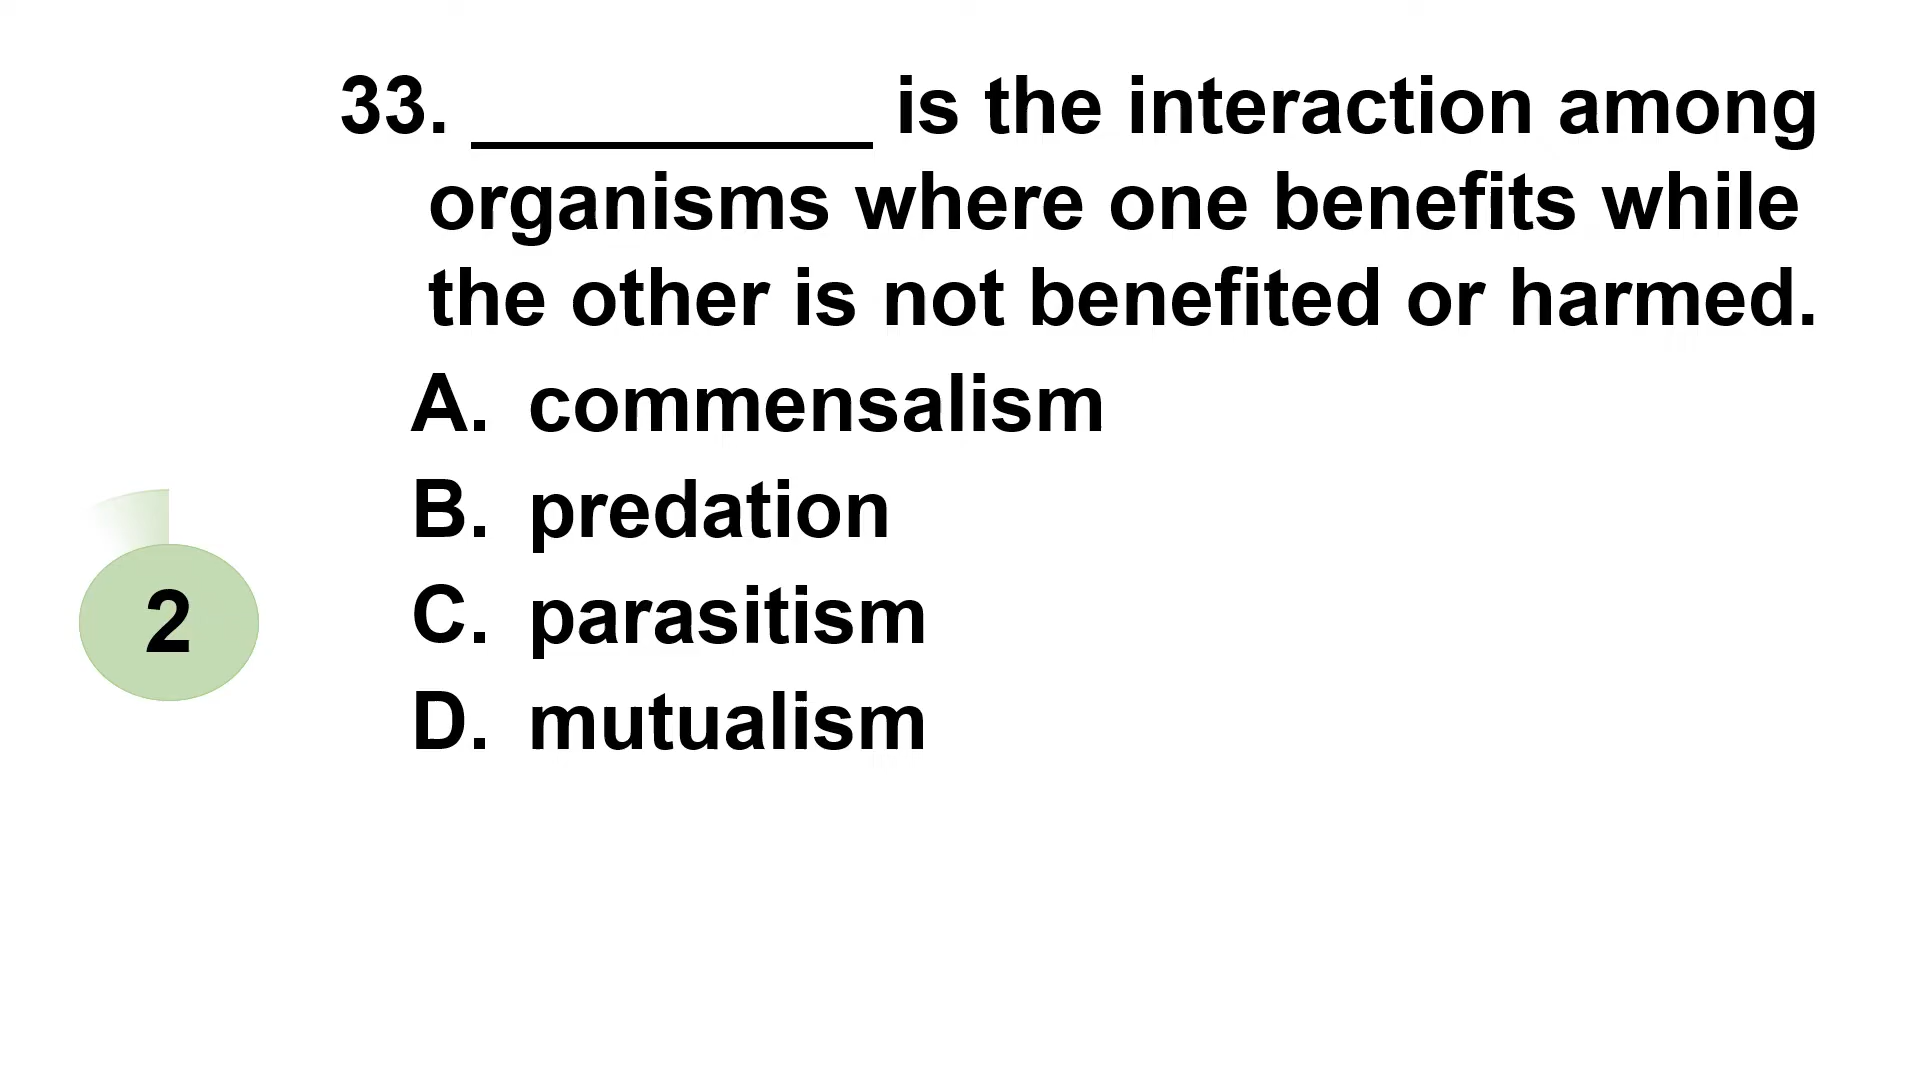 33. __________ is the interaction among
organisms where one benefits while
the other is not benefited or harmed.
A. commensalism
B. predation
2
C. parasitism
D. mutualism